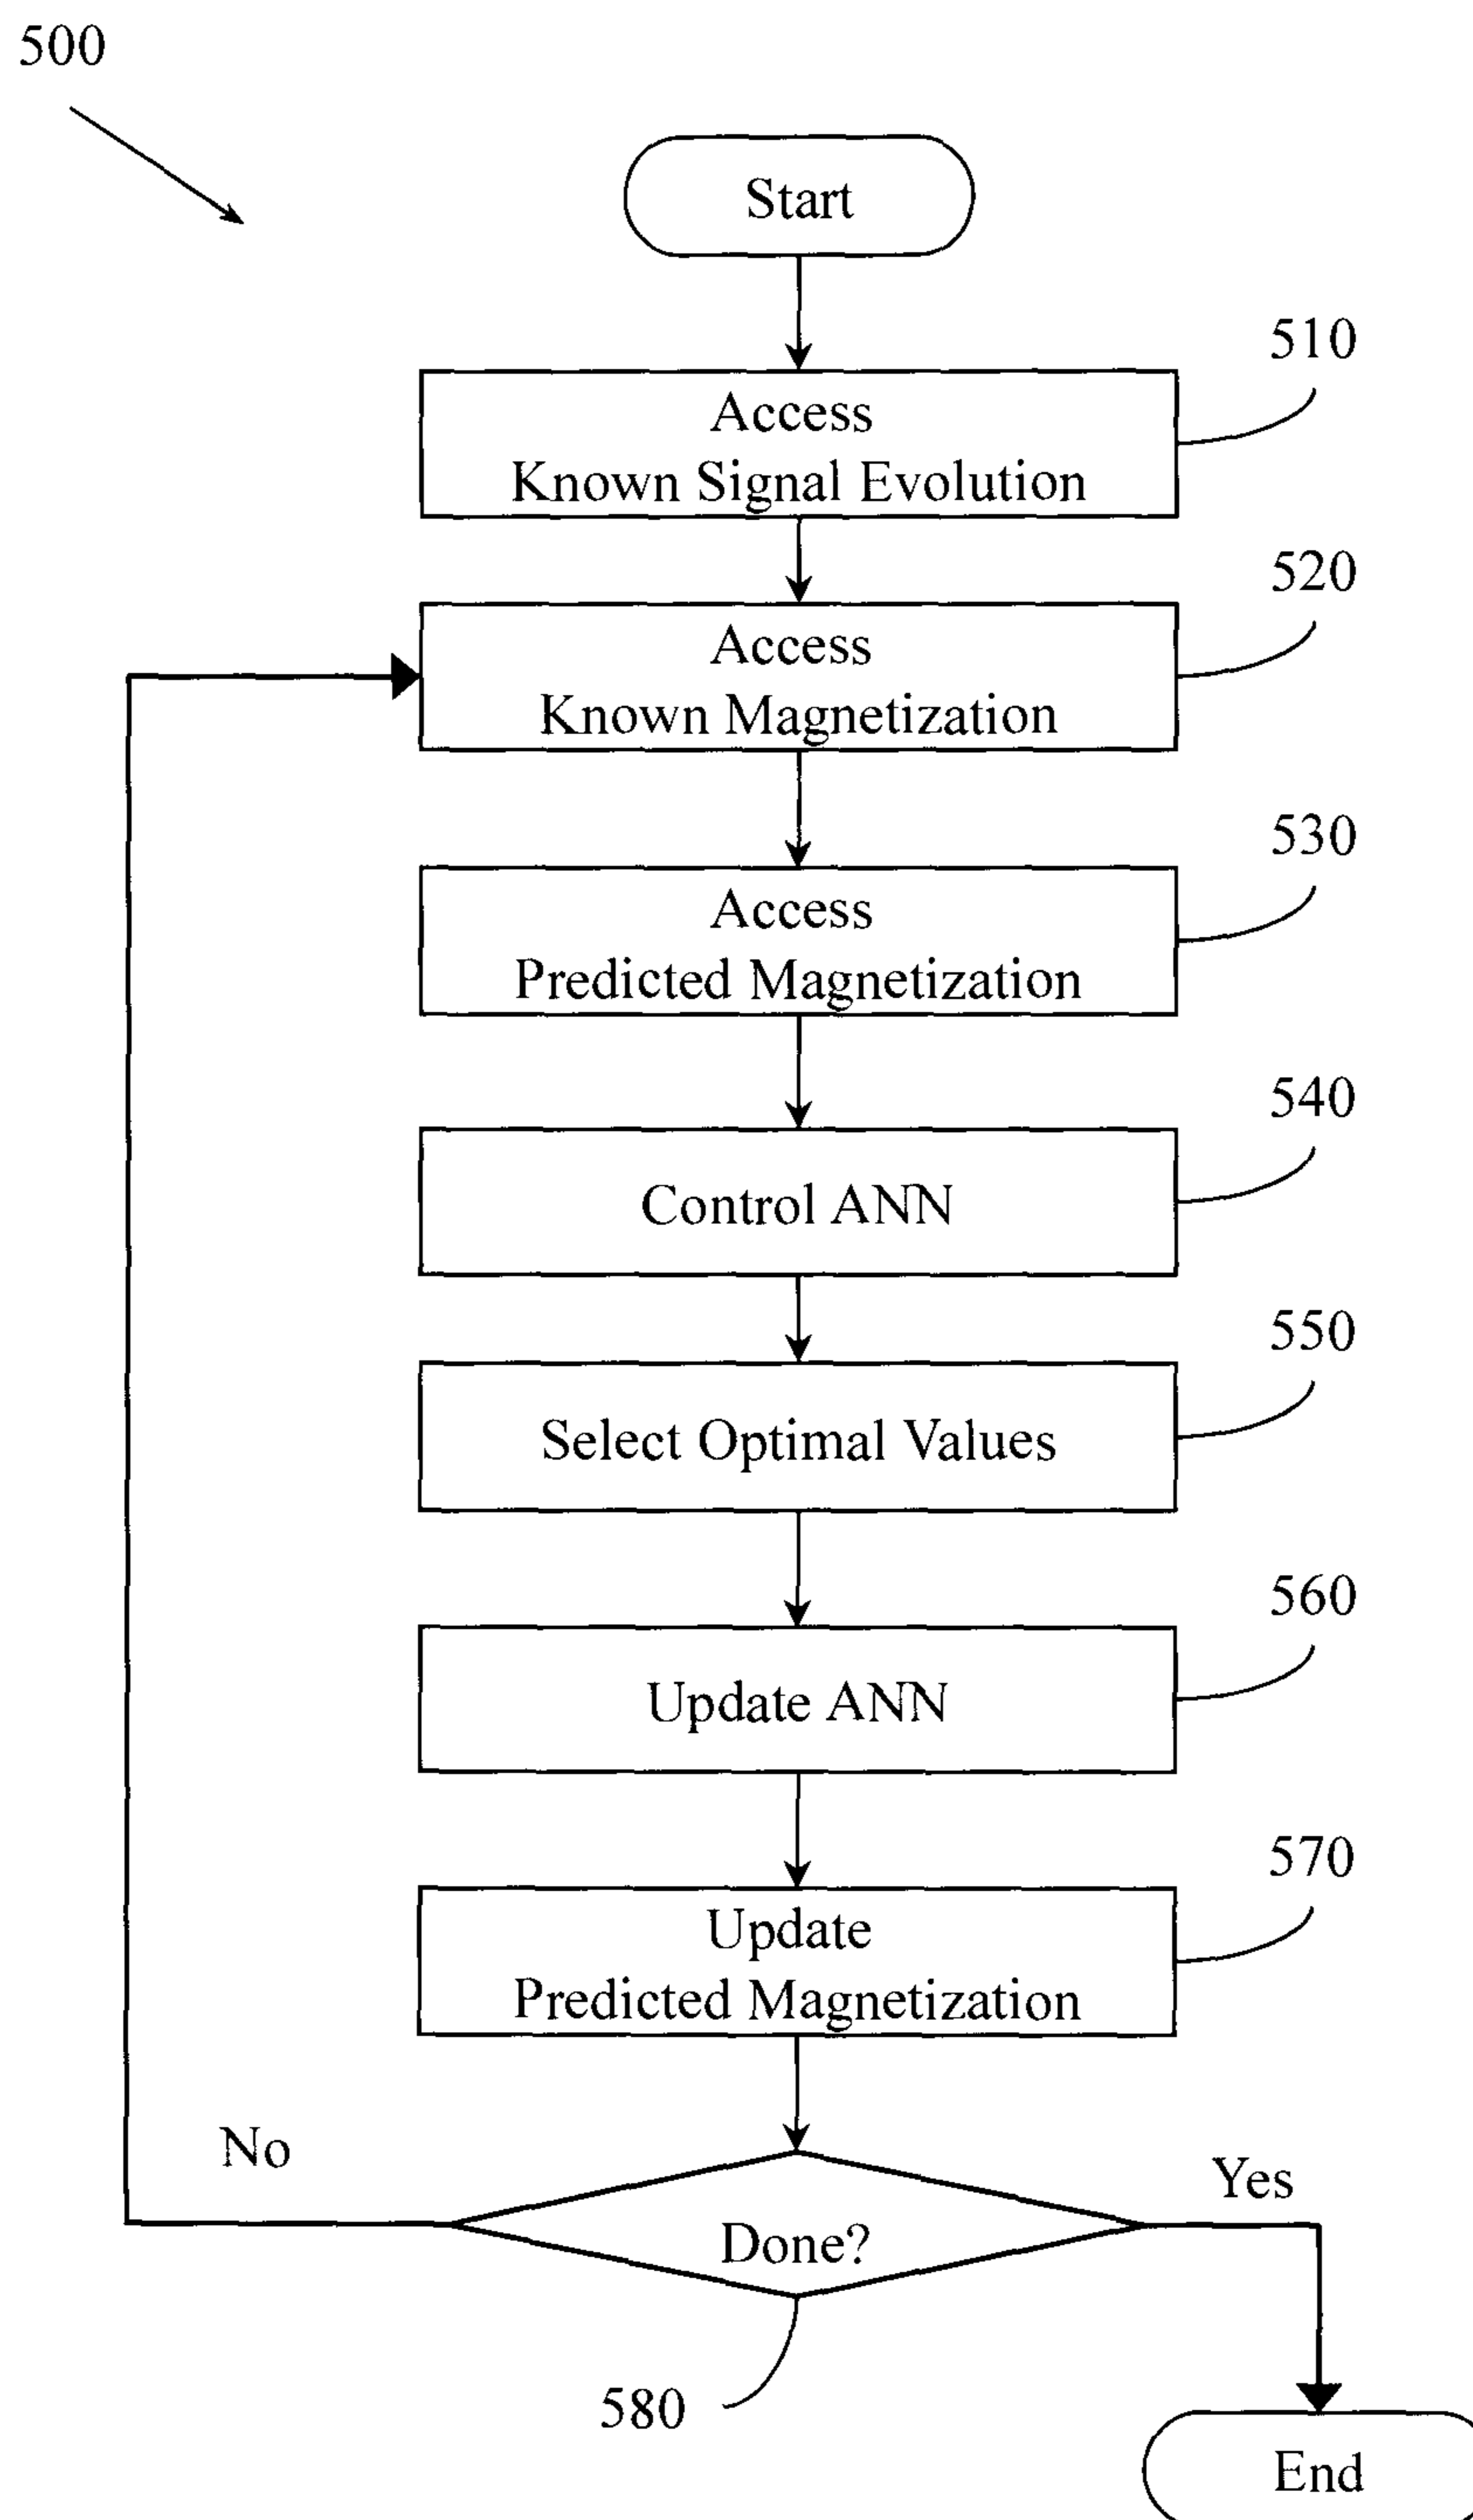 500
Start
510
Access
Known Signal Evolution
520
Access
Known Magnetization
530
Access
Predicted Magnetization
540
Control ANN
550
Select Optimal Values
560
Update ANN
570
Update
Predicted Magnetization
No
Yes
Done?
580
End